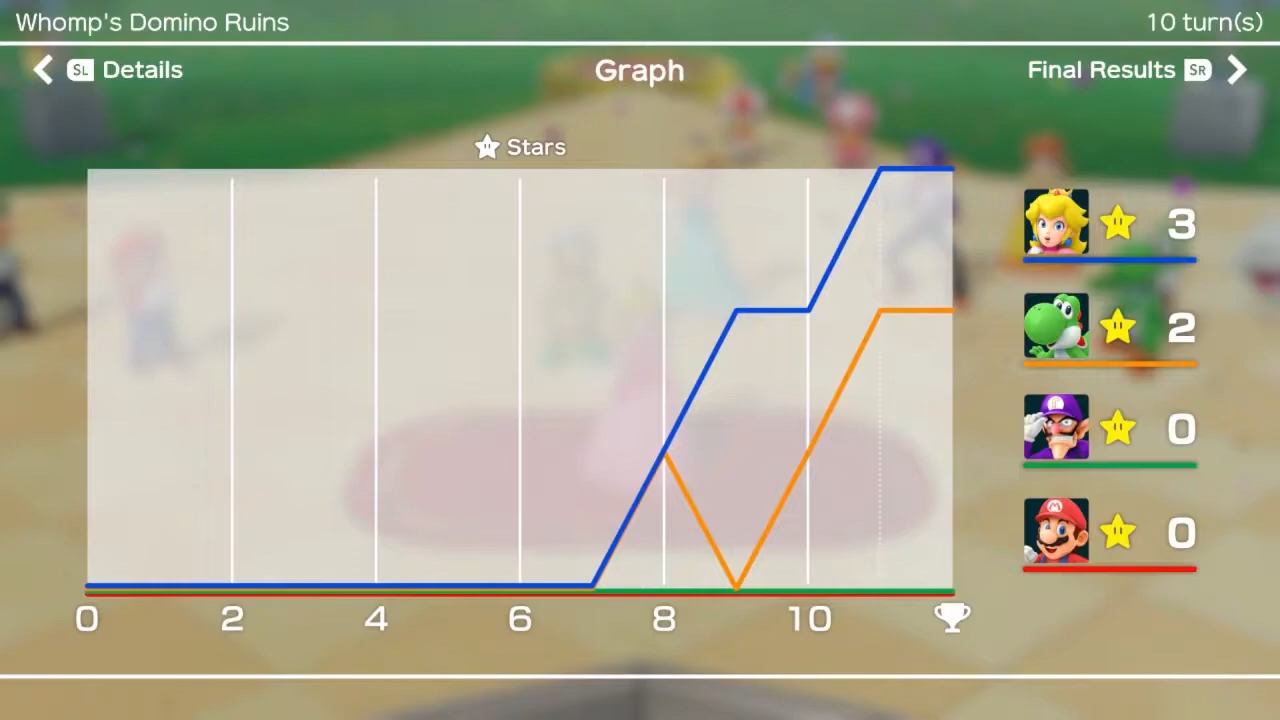 Whomp's Domino Ruins
10 turn(s)
SL Details
Graph
Final Results SR
Stars
3
2
0
0
0 2 4 6 8 10